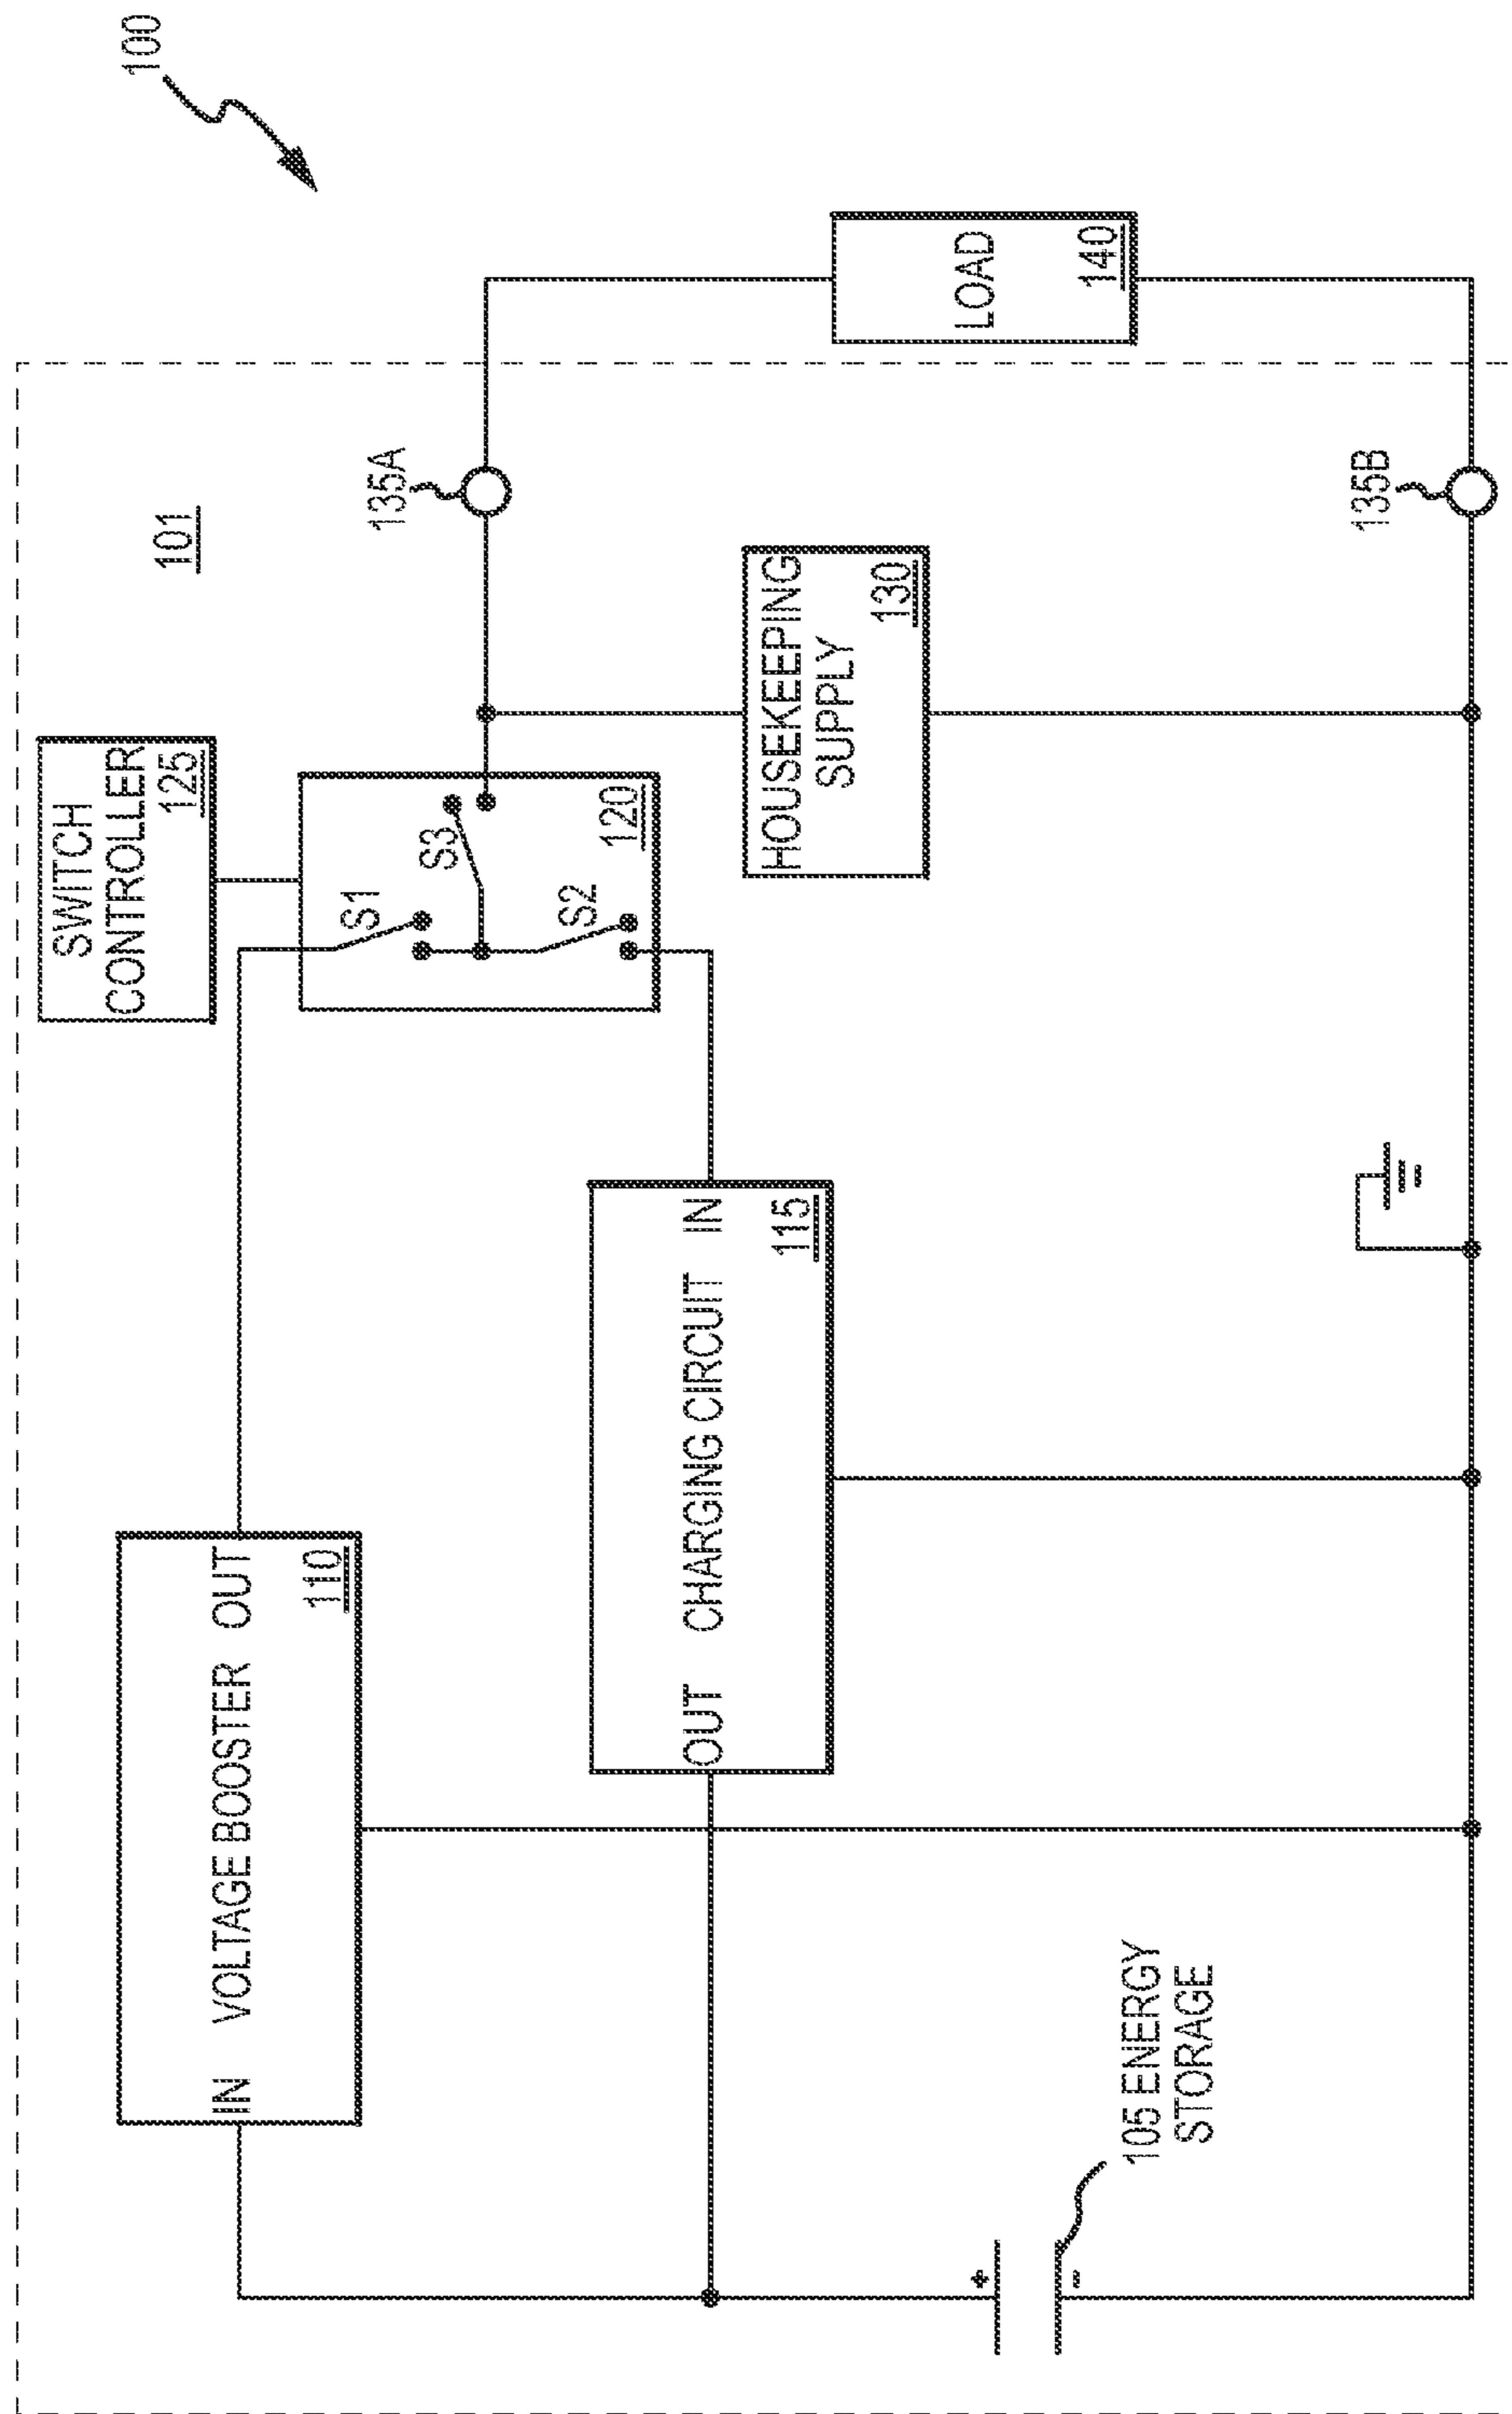 100
101
SWITCH
CONTROLLER
125
135A
LOAD
140
S1
S3
S2
120
HOUSEKEEPING
SUPPLY
130
135B
IN VOLTAGE BOOSTER OUT
110
OUT CHARGING CIRCUIT IN
115
+
-
105 ENERGY
STORAGE